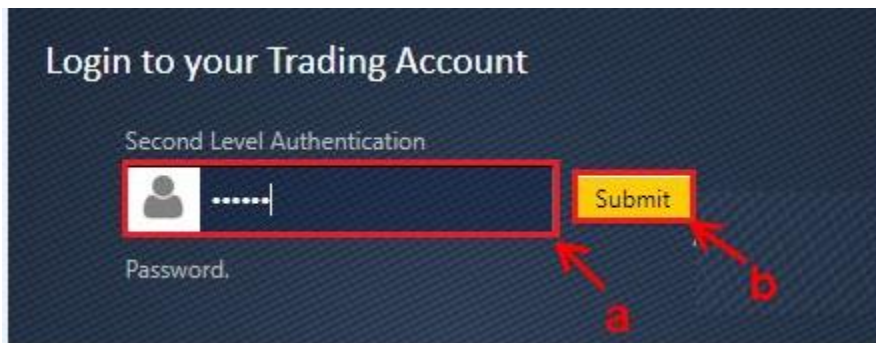 Login to your Trading Account
Second Level Authentication
•••••• Submit
Password.
a b